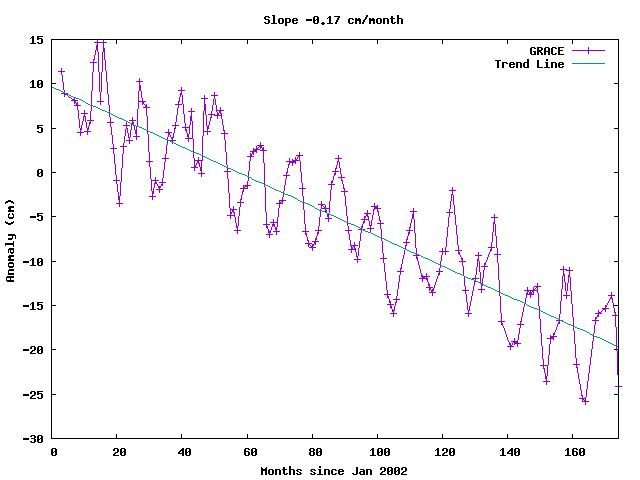 Slope -0.17 cm/month
GRACE
Trend Line
15
10
5
0
-5
-10
-15
-20
-25
-30
Anomaly (cm)
0 20 40 60 80 100 120 140 160
Months since Jan 2002